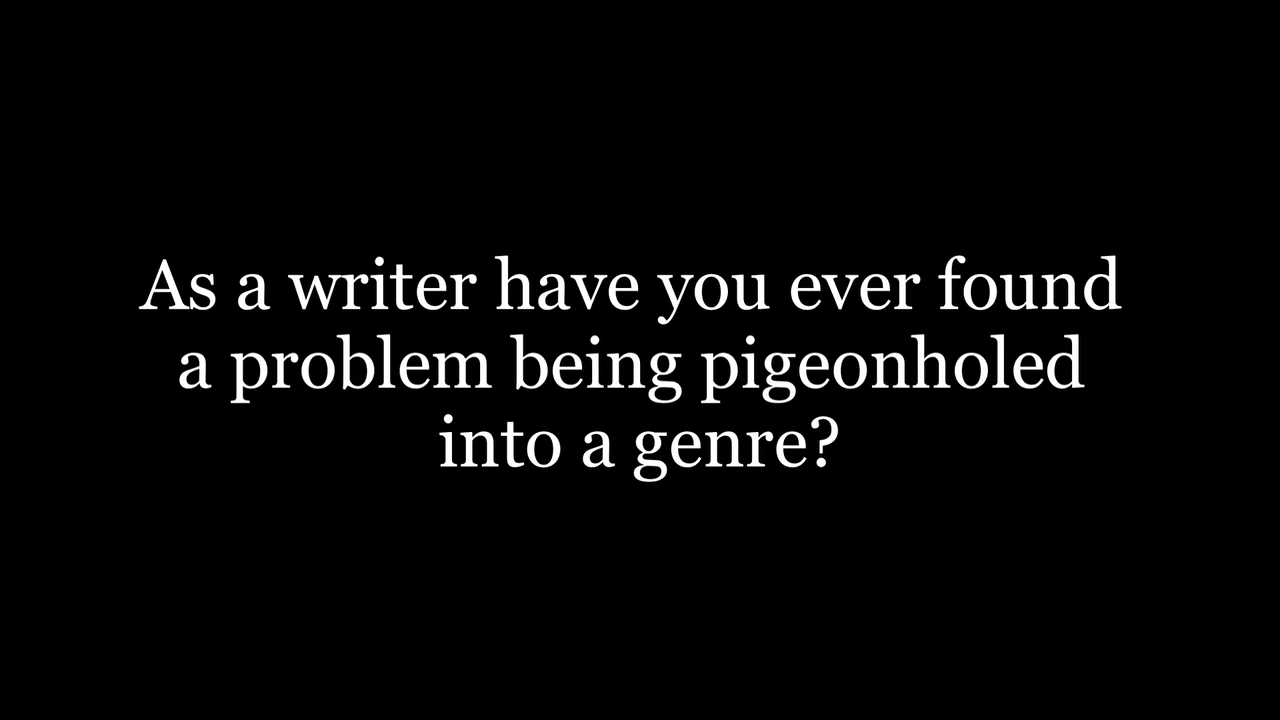 As a writer have you ever found
a problem being pigeonholed
into a genre?